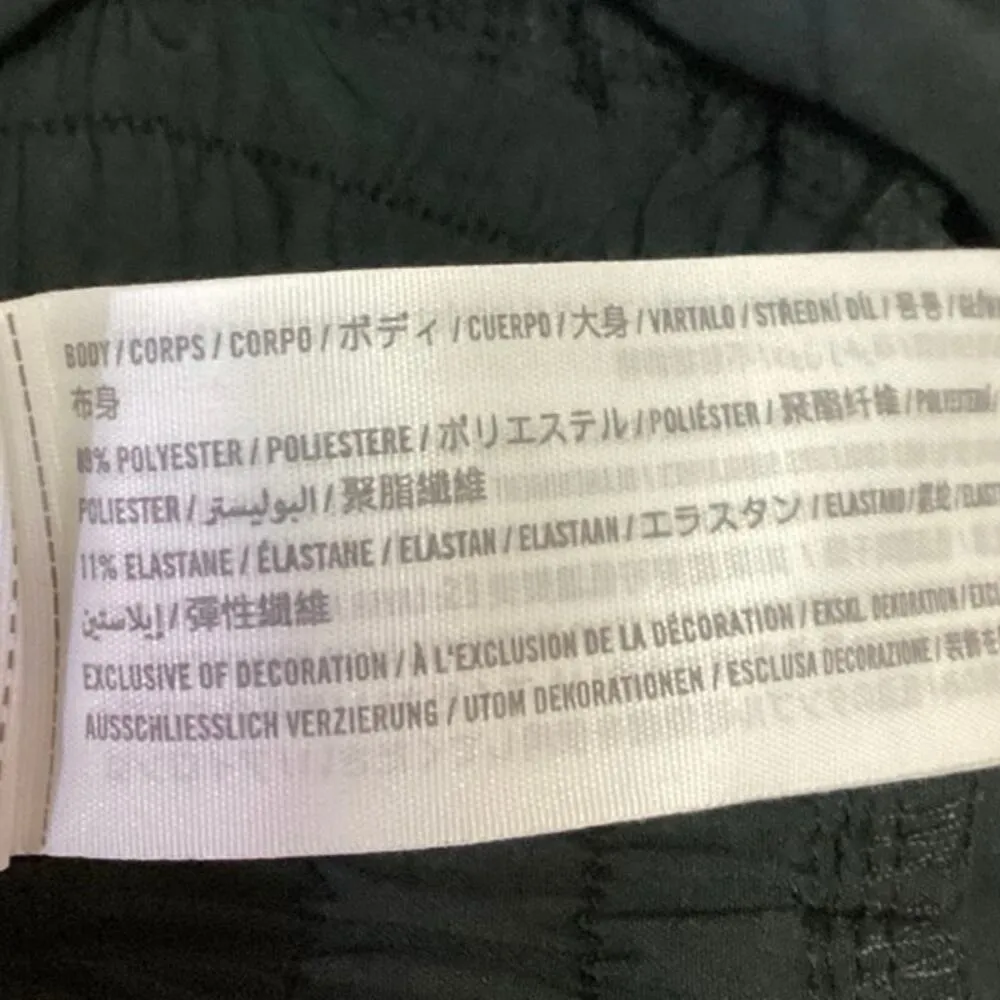 BODY / CORPS / CORPO / ボディ / CUERPO / 大身 / VARTALO / STŘEDNÍ DÍL /
布身
% POLYESTER / POLIESTERE / ポリエステル / POLIÉSTER / 聚酯纤维 /
POLIESTER / البوليستر / 聚脂纖維
11% ELASTANE / ÉLASTANE / ELASTAN / ELASTAAN / エラスタン / ELASTANO /
إيلاستين / 彈性纖維
EXCLUSIVE OF DECORATION / À L'EXCLUSION DE LA DÉCORATION / EKSKL. DEKORATION /
AUSSCHLIESSLICH VERZIERUNG / UTOM DEKORATIONEN / ESCLUSA DECORAZIONE / 装飾を